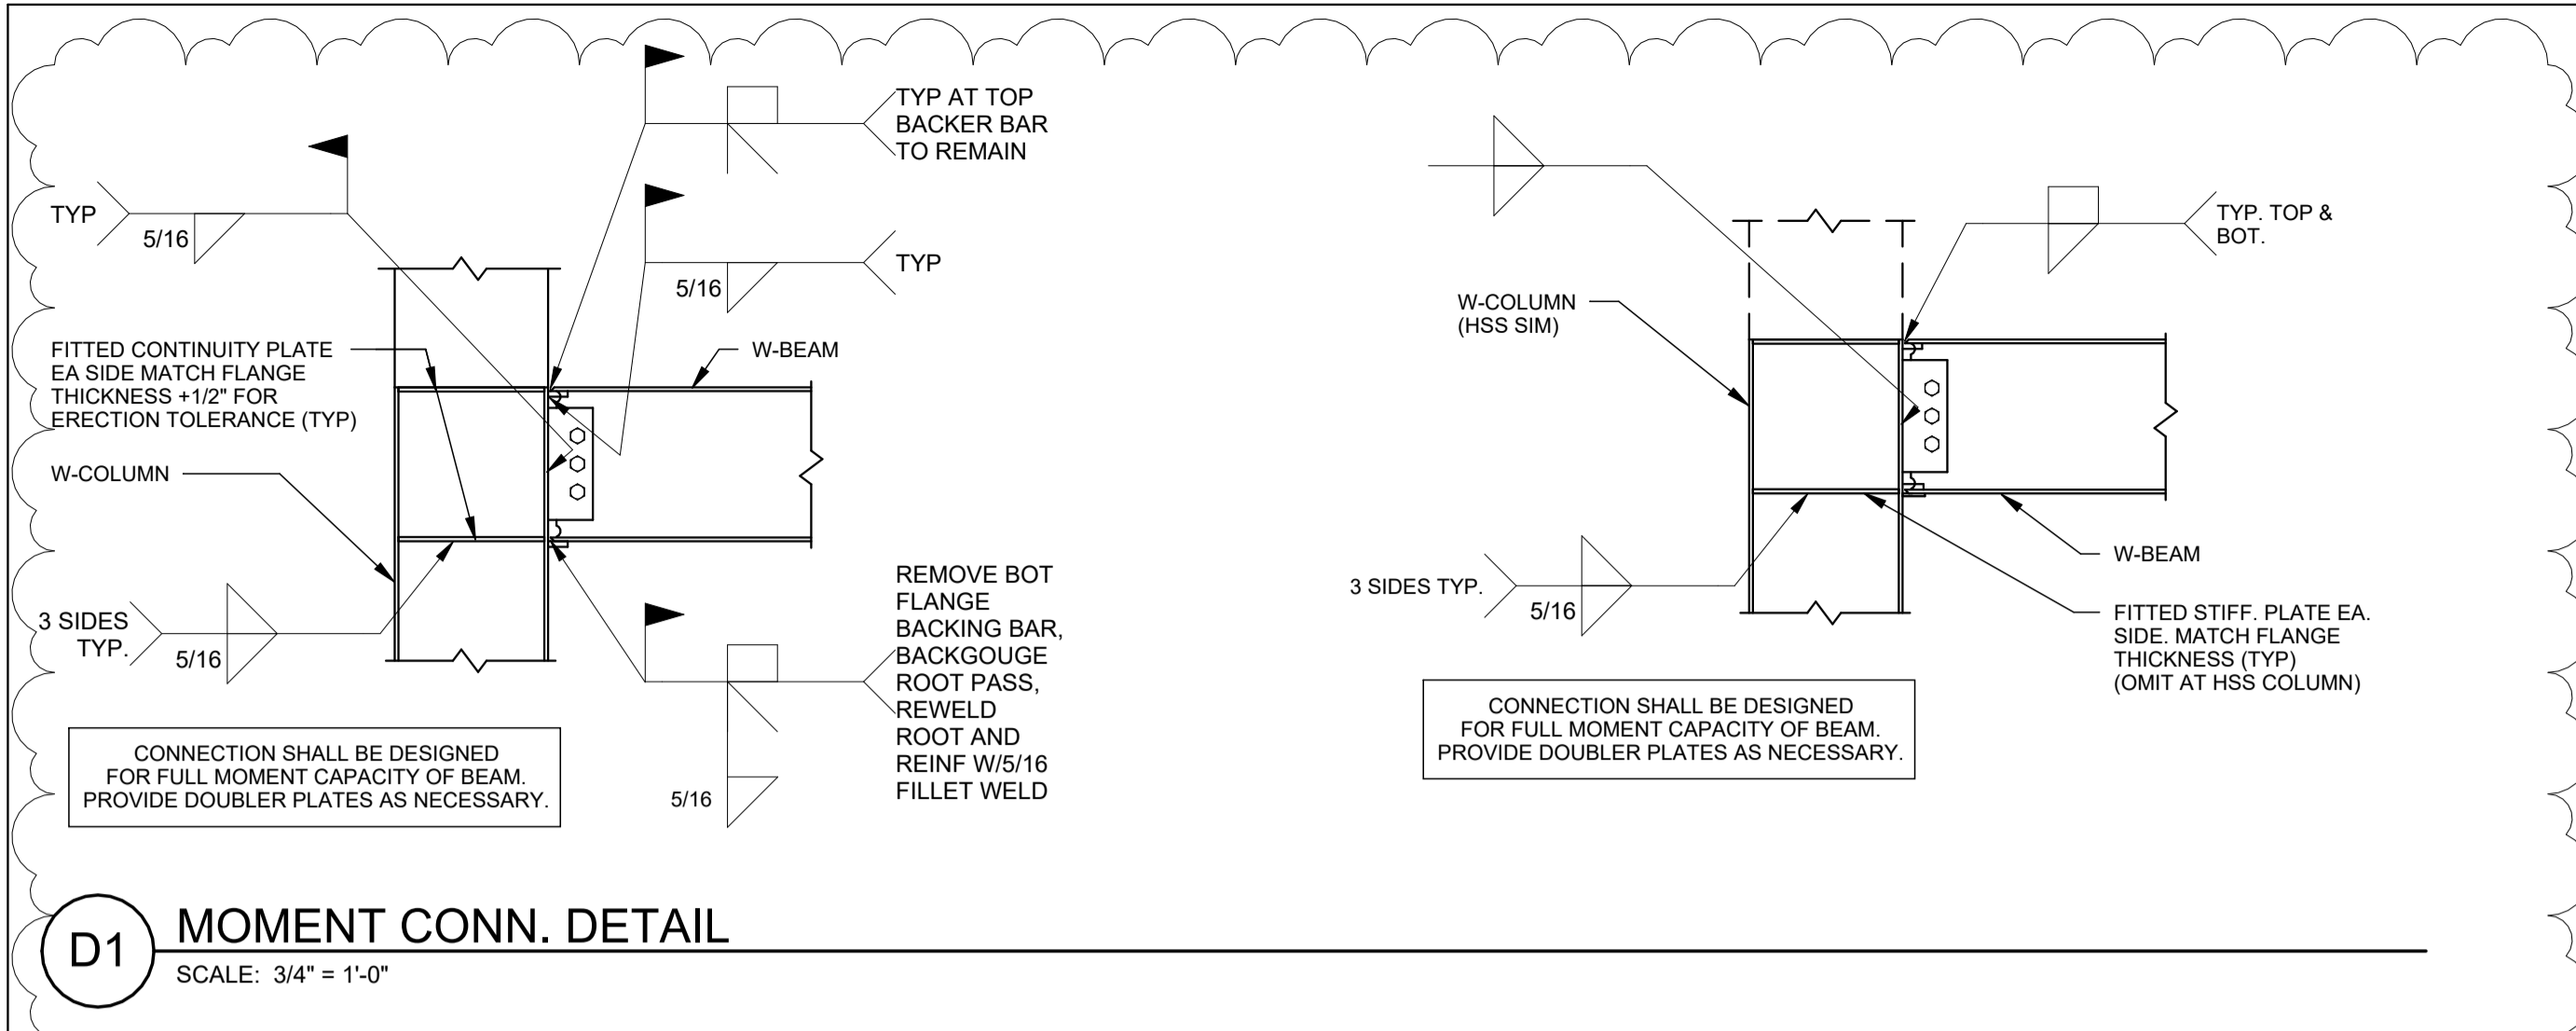 TYP AT TOP
BACKER BAR
TO REMAIN
TYP
5/16
TYP
5/16
FITTED CONTINUITY PLATE
EA SIDE MATCH FLANGE
THICKNESS +1/2" FOR
ERECTION TOLERANCE (TYP)
W-BEAM
W-COLUMN
3 SIDES
TYP.
5/16
REMOVE BOT
FLANGE
BACKING BAR,
BACKGOUGE
ROOT PASS,
REWELD
ROOT AND
REINF W/5/16
FILLET WELD
5/16
CONNECTION SHALL BE DESIGNED
FOR FULL MOMENT CAPACITY OF BEAM.
PROVIDE DOUBLER PLATES AS NECESSARY.
TYP. TOP &
BOT.
W-COLUMN
(HSS SIM)
W-BEAM
3 SIDES TYP.
5/16
FITTED STIFF. PLATE EA.
SIDE. MATCH FLANGE
THICKNESS (TYP)
(OMIT AT HSS COLUMN)
CONNECTION SHALL BE DESIGNED
FOR FULL MOMENT CAPACITY OF BEAM.
PROVIDE DOUBLER PLATES AS NECESSARY.
D1
MOMENT CONN. DETAIL
SCALE: 3/4" = 1'-0"